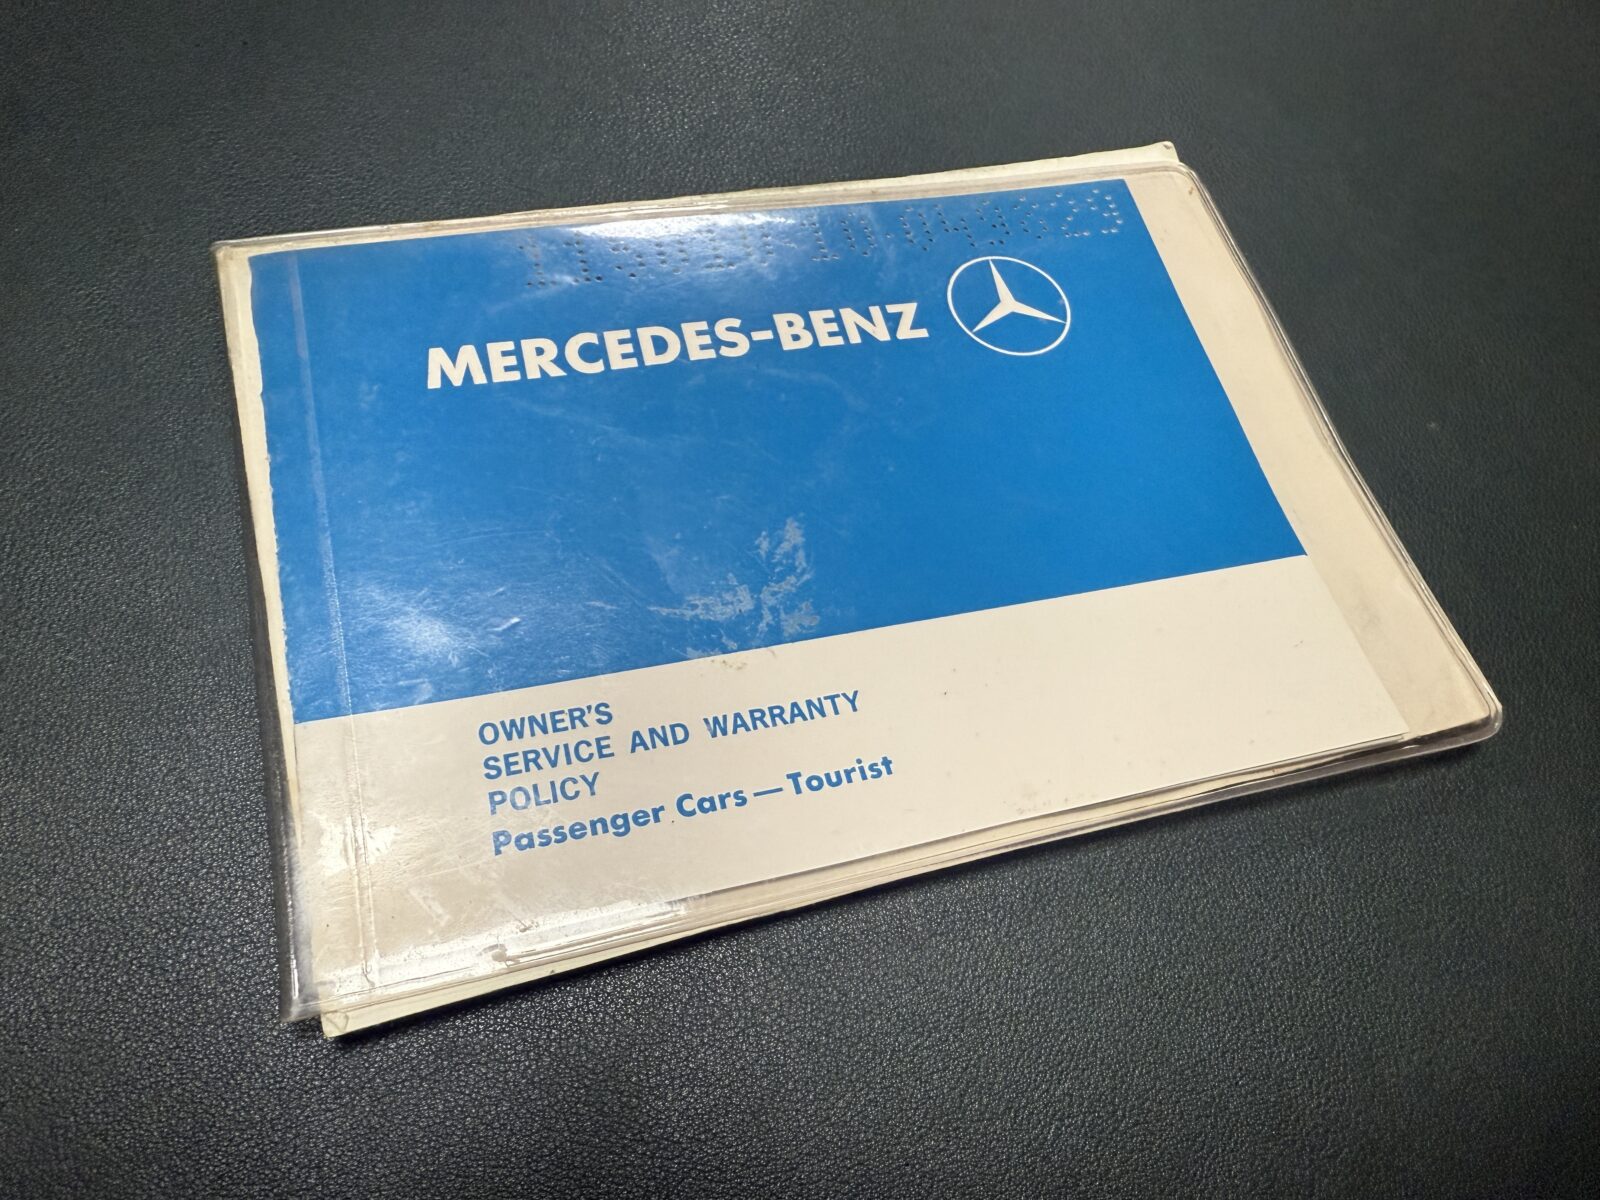 MERCEDES-BENZ
OWNER'S
SERVICE AND WARRANTY
POLICY
Passenger Cars—Tourist